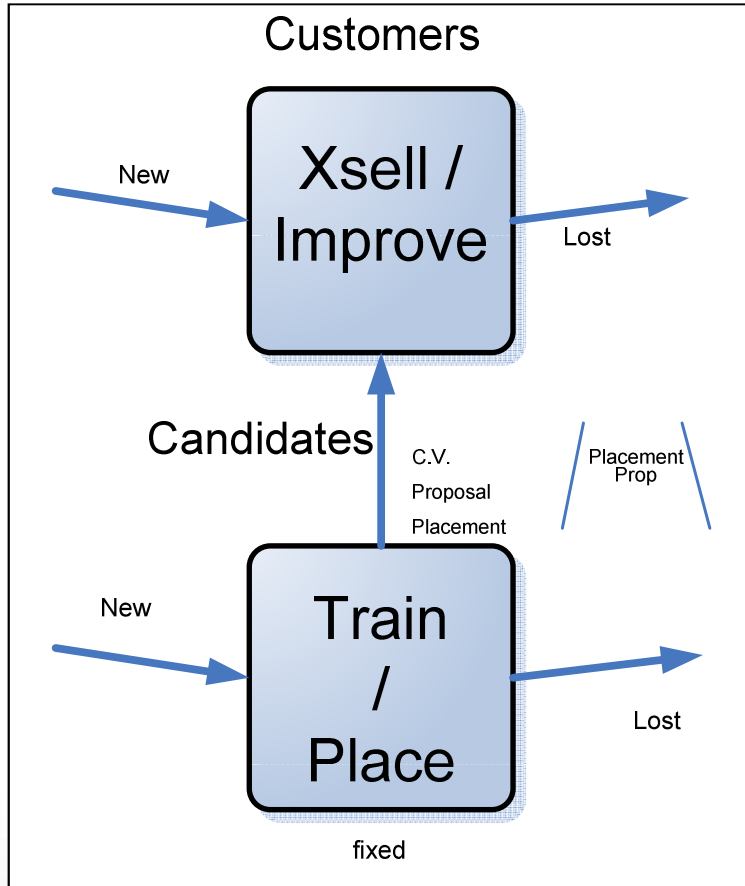 Customers
New
Xsell /
Improve
Lost
Candidates
C.V.
Proposal
Placement
Placement
Prop
New
Train
/
Place
Lost
fixed